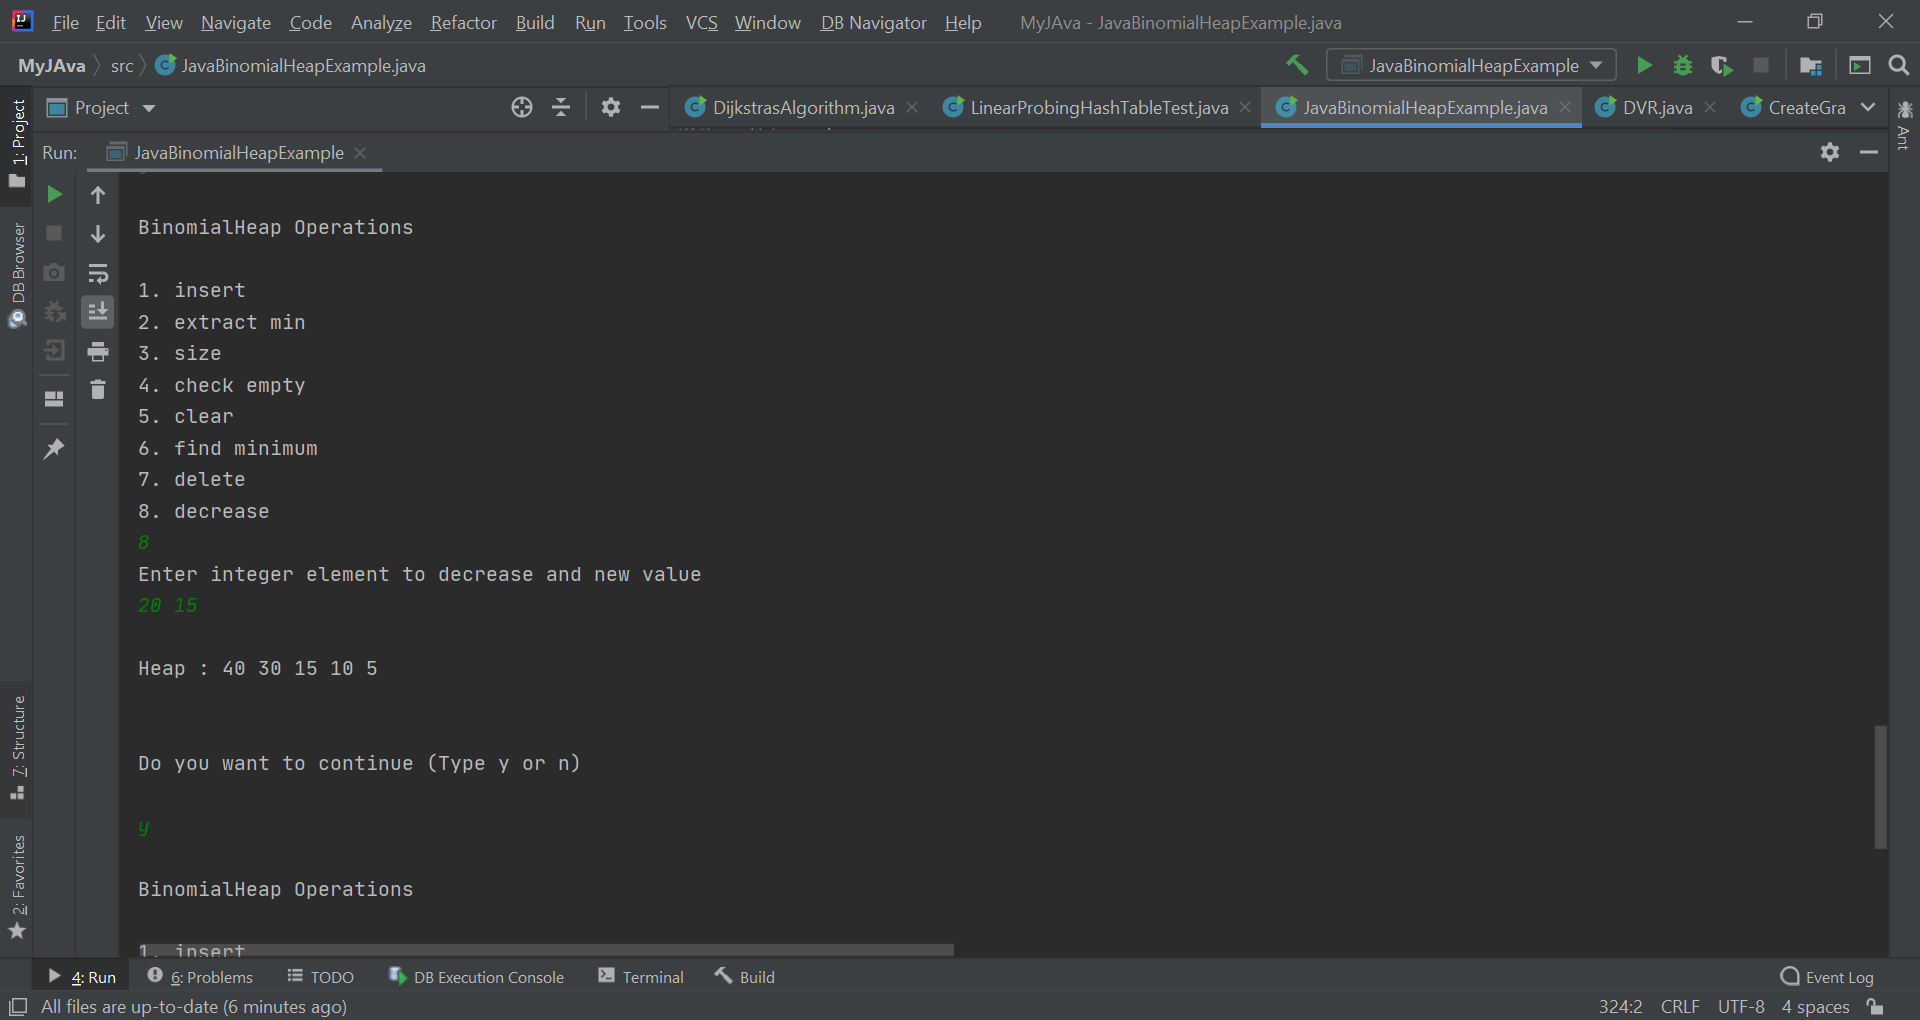 File Edit View Navigate Code Analyze Refactor Build Run Tools VCS Window DB Navigator Help MyJAva - JavaBinomialHeapExample.java
MyJAva src JavaBinomialHeapExample.java JavaBinomialHeapExample
Project DijkstrasAlgorithm.java LinearProbingHashTableTest.java JavaBinomialHeapExample.java DVR.java CreateGra
Run: JavaBinomialHeapExample
1: Project
DB Browser
7: Structure
2: Favorites
Ant
BinomialHeap Operations
1. insert
2. extract min
3. size
4. check empty
5. clear
6. find minimum
7. delete
8. decrease
8
Enter integer element to decrease and new value
20 15
Heap : 40 30 15 10 5
Do you want to continue (Type y or n)
y
BinomialHeap Operations
1. insert
4: Run 6: Problems TODO DB Execution Console Terminal Build Event Log
All files are up-to-date (6 minutes ago) 324:2 CRLF UTF-8 4 spaces